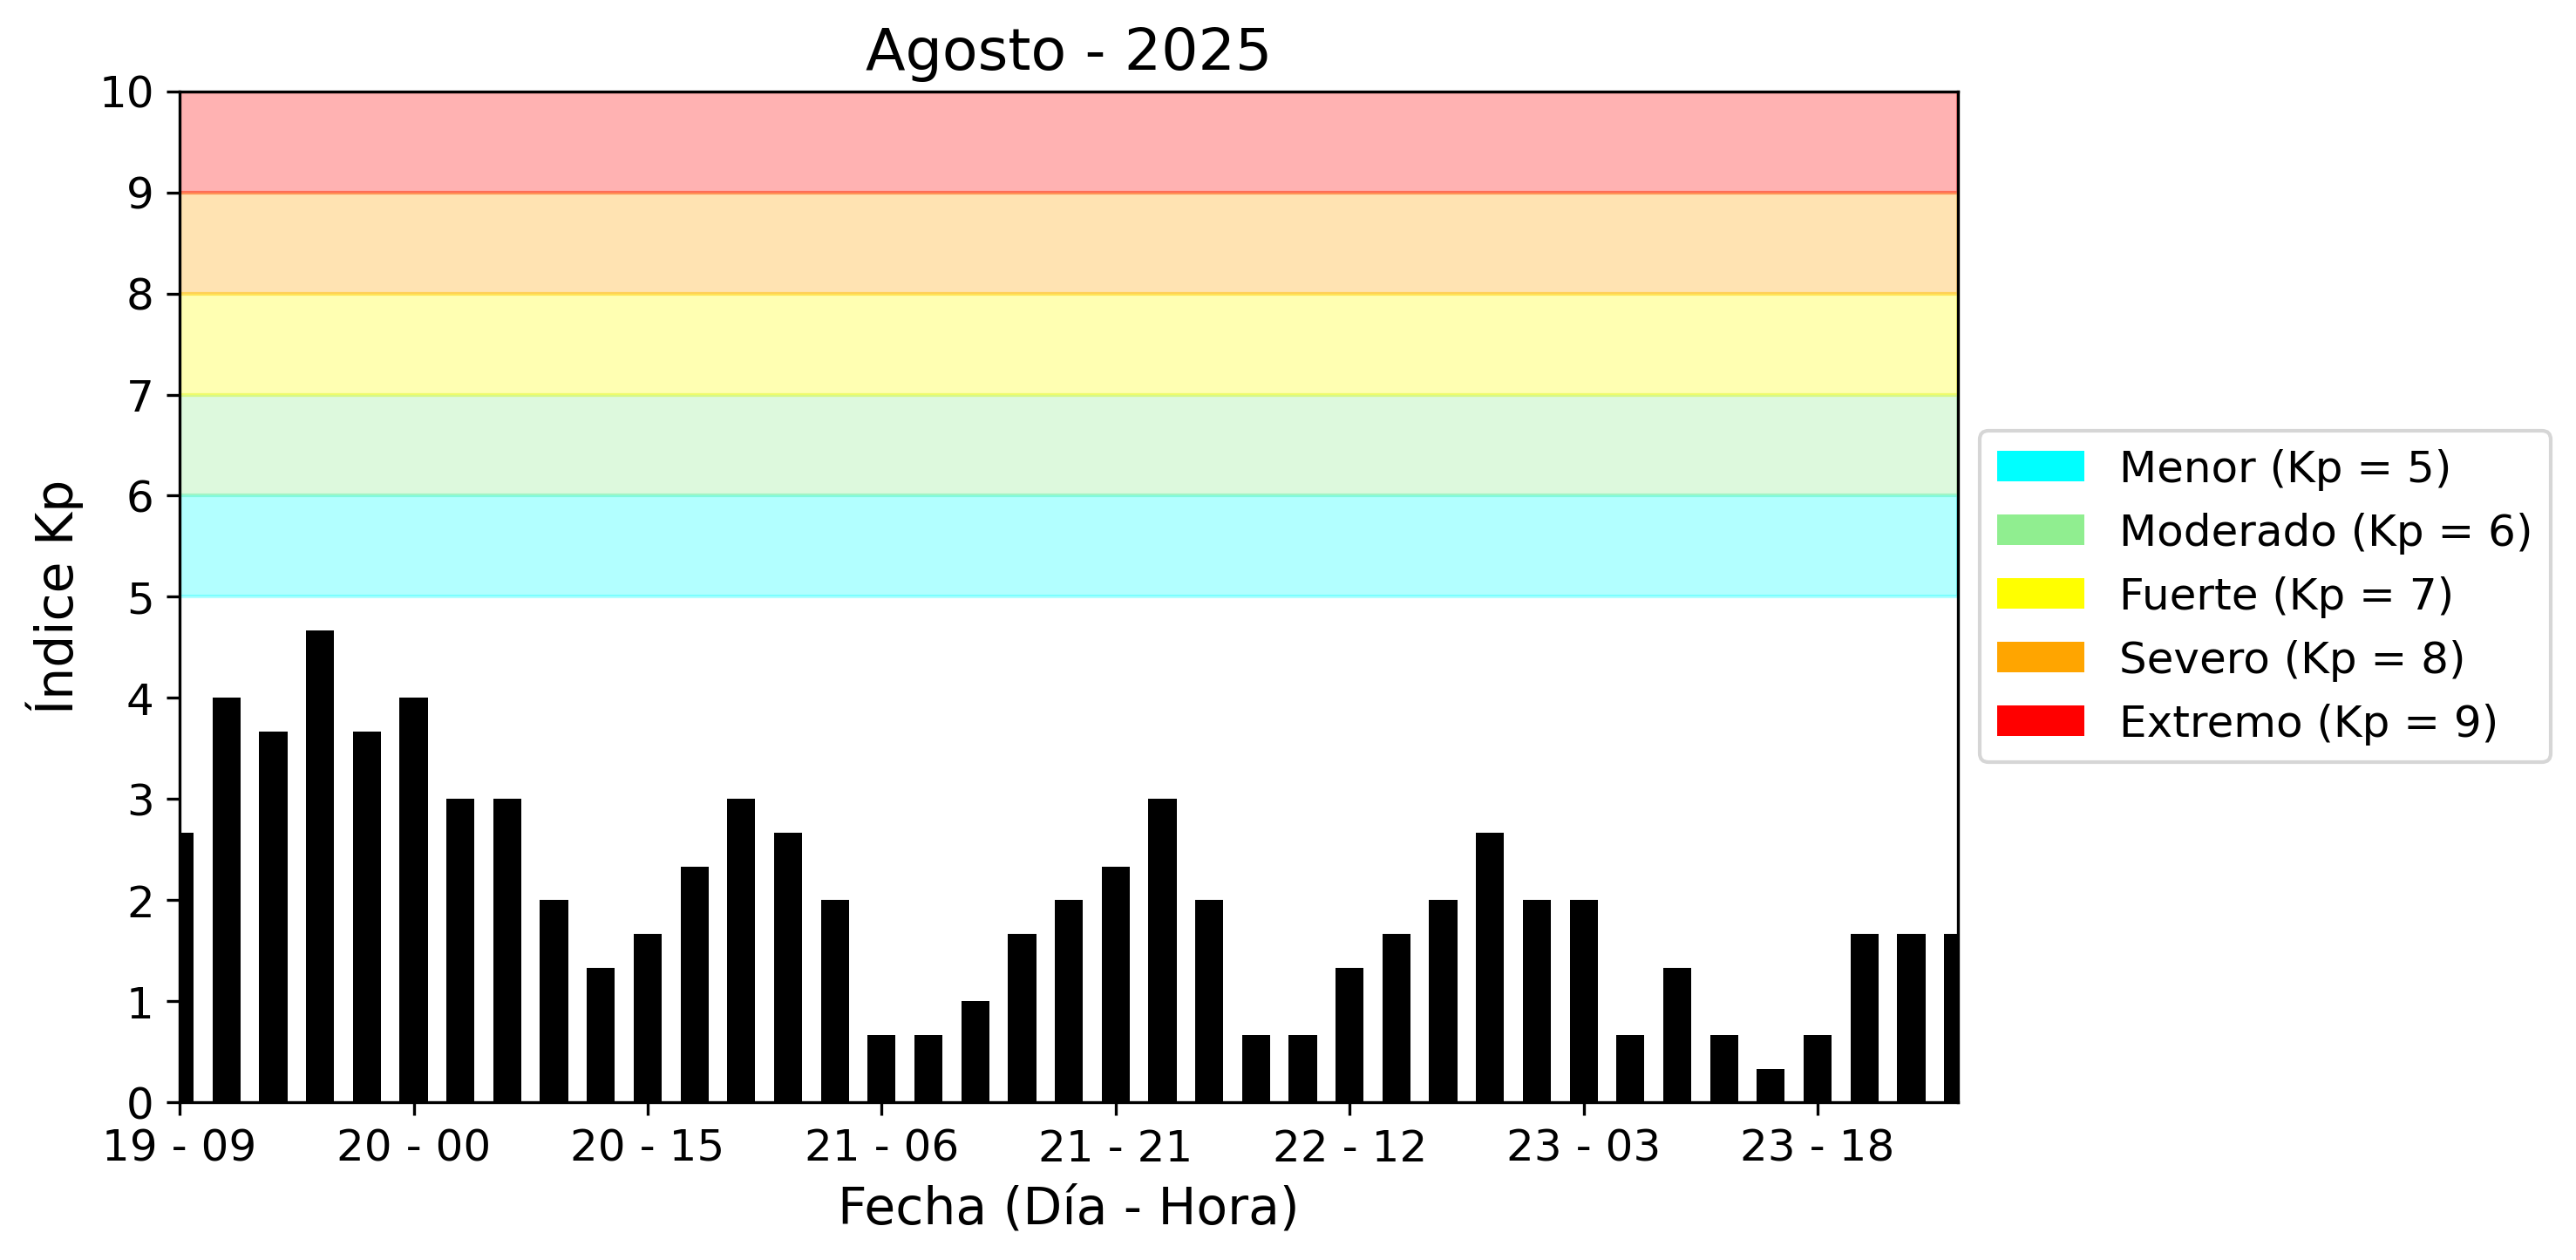 Agosto - 2025
10
9
8
7
6
5
4
3
2
1
0
Índice Kp
19 - 09
20 - 00
20 - 15
21 - 06
21 - 21
22 - 12
23 - 03
23 - 18
Fecha (Día - Hora)
Menor (Kp = 5)
Moderado (Kp = 6)
Fuerte (Kp = 7)
Severo (Kp = 8)
Extremo (Kp = 9)